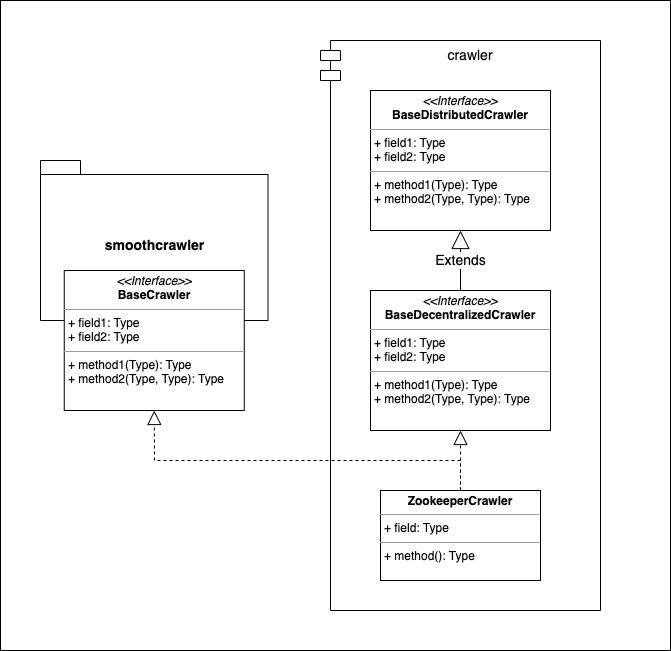 crawler
<<Interface>>
BaseDistributedCrawler
+ field1: Type
+ field2: Type
+ method1(Type): Type
+ method2(Type, Type): Type
Extends
smoothcrawler
<<Interface>>
BaseCrawler
+ field1: Type
+ field2: Type
+ method1(Type): Type
+ method2(Type, Type): Type
<<Interface>>
BaseDecentralizedCrawler
+ field1: Type
+ field2: Type
+ method1(Type): Type
+ method2(Type, Type): Type
ZookeeperCrawler
+ field: Type
+ method(): Type